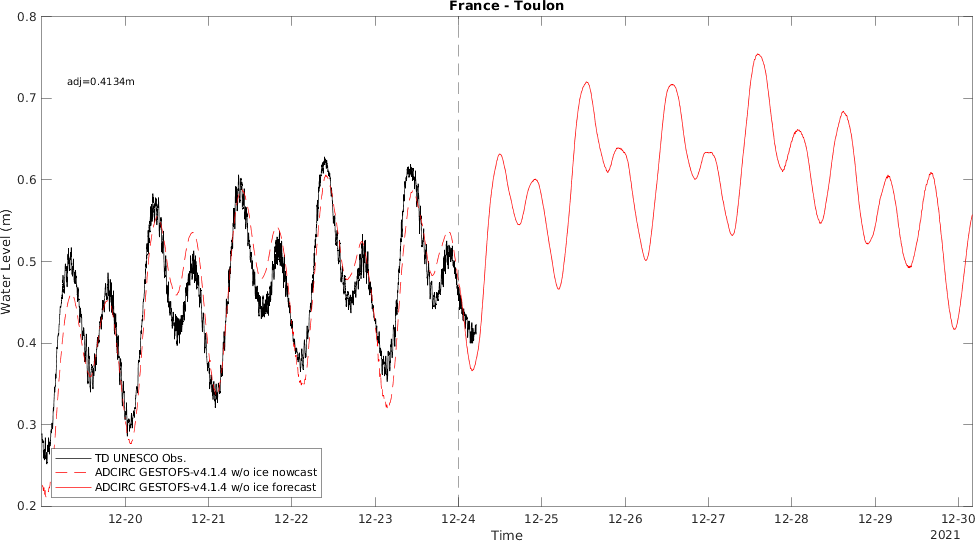 France - Toulon
adj=0.4134m
0.8
0.7
0.6
0.5
0.4
0.3
0.2
Water Level (m)
TD UNESCO Obs.
ADCIRC GESTOFS-v4.1.4 w/o ice nowcast
ADCIRC GESTOFS-v4.1.4 w/o ice forecast
12-20 12-21 12-22 12-23 12-24 12-25 12-26 12-27 12-28 12-29 12-30
Time
2021